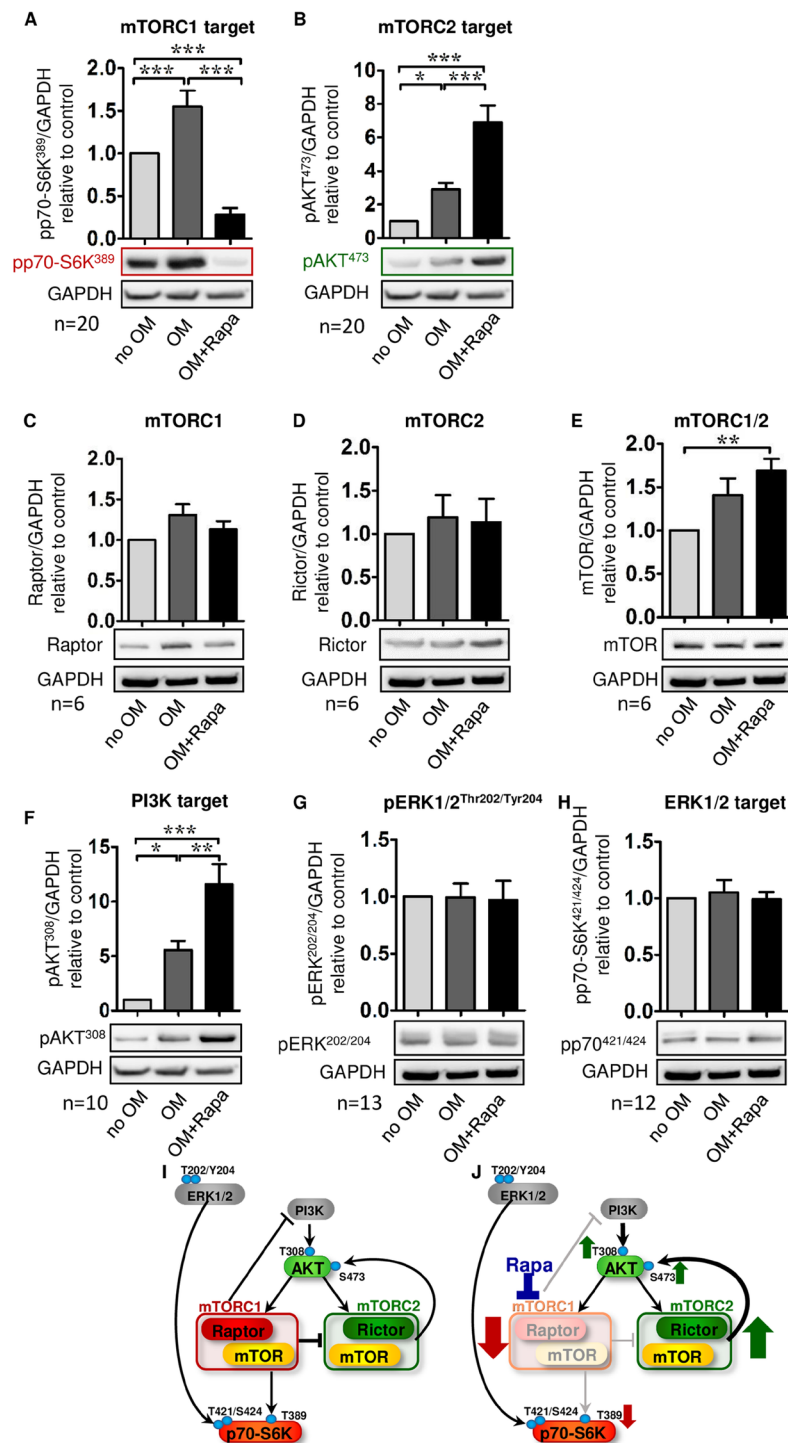 A
mTORC1 target
pp70-S6K³⁸⁹/GAPDH
relative to control
2.0
1.5
1.0
0.5
0.0
***
*** ***
pp70-S6K³⁸⁹
GAPDH
n=20
no OM
OM
OM+Rapa
B
mTORC2 target
pAKT⁴⁷³/GAPDH
relative to control
10
8
6
4
2
0
***
* ***
pAKT⁴⁷³
GAPDH
n=20
no OM
OM
OM+Rapa
C
mTORC1
Raptor/GAPDH
relative to control
2.0
1.5
1.0
0.5
0.0
Raptor
GAPDH
n=6
no OM
OM
OM+Rapa
D
mTORC2
Rictor/GAPDH
relative to control
2.0
1.5
1.0
0.5
0.0
Rictor
GAPDH
n=6
no OM
OM
OM+Rapa
E
mTORC1/2
mTOR/GAPDH
relative to control
2.0
1.5
1.0
0.5
0.0
**
mTOR
GAPDH
n=6
no OM
OM
OM+Rapa
F
PI3K target
pAKT³⁰⁸/GAPDH
relative to control
15
10
5
0
***
* **
pAKT³⁰⁸
GAPDH
n=10
no OM
OM
OM+Rapa
G
pERK1/2ᵀʰʳ²⁰²/ᵀʸʳ²⁰⁴
pERK²⁰²/²⁰⁴/GAPDH
relative to control
2.0
1.5
1.0
0.5
0.0
pERK²⁰²/²⁰⁴
GAPDH
n=13
no OM
OM
OM+Rapa
H
ERK1/2 target
pp70-S6K⁴²¹/⁴²⁴/GAPDH
relative to control
2.0
1.5
1.0
0.5
0.0
pp70⁴²¹/⁴²⁴
GAPDH
n=12
no OM
OM
OM+Rapa
I
T202/Y204
ERK1/2
PI3K
T308
AKT
S473
mTORC1
mTORC2
Raptor
Rictor
mTOR
mTOR
T421/S424
T389
p70-S6K
J
T202/Y204
ERK1/2
PI3K
T308
Rapa
AKT
S473
mTORC1
mTORC2
Raptor
Rictor
mTOR
mTOR
T421/S424
T389
p70-S6K